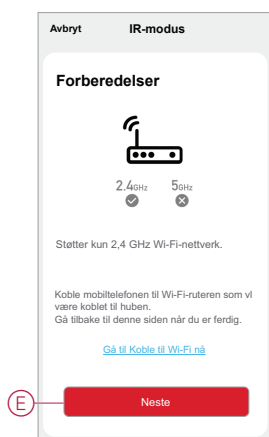 Avbryt IR-modus
Forberedelser
2.4GHz 5GHz
Støtter kun 2,4 GHz Wi-Fi-nettverk.
Koble mobiltelefonen til Wi-Fi-ruteren som vl
være koblet til huben.
Gå tilbake til denne siden når du er ferdig.
Gå til Koble til Wi-Fi nå
E Neste